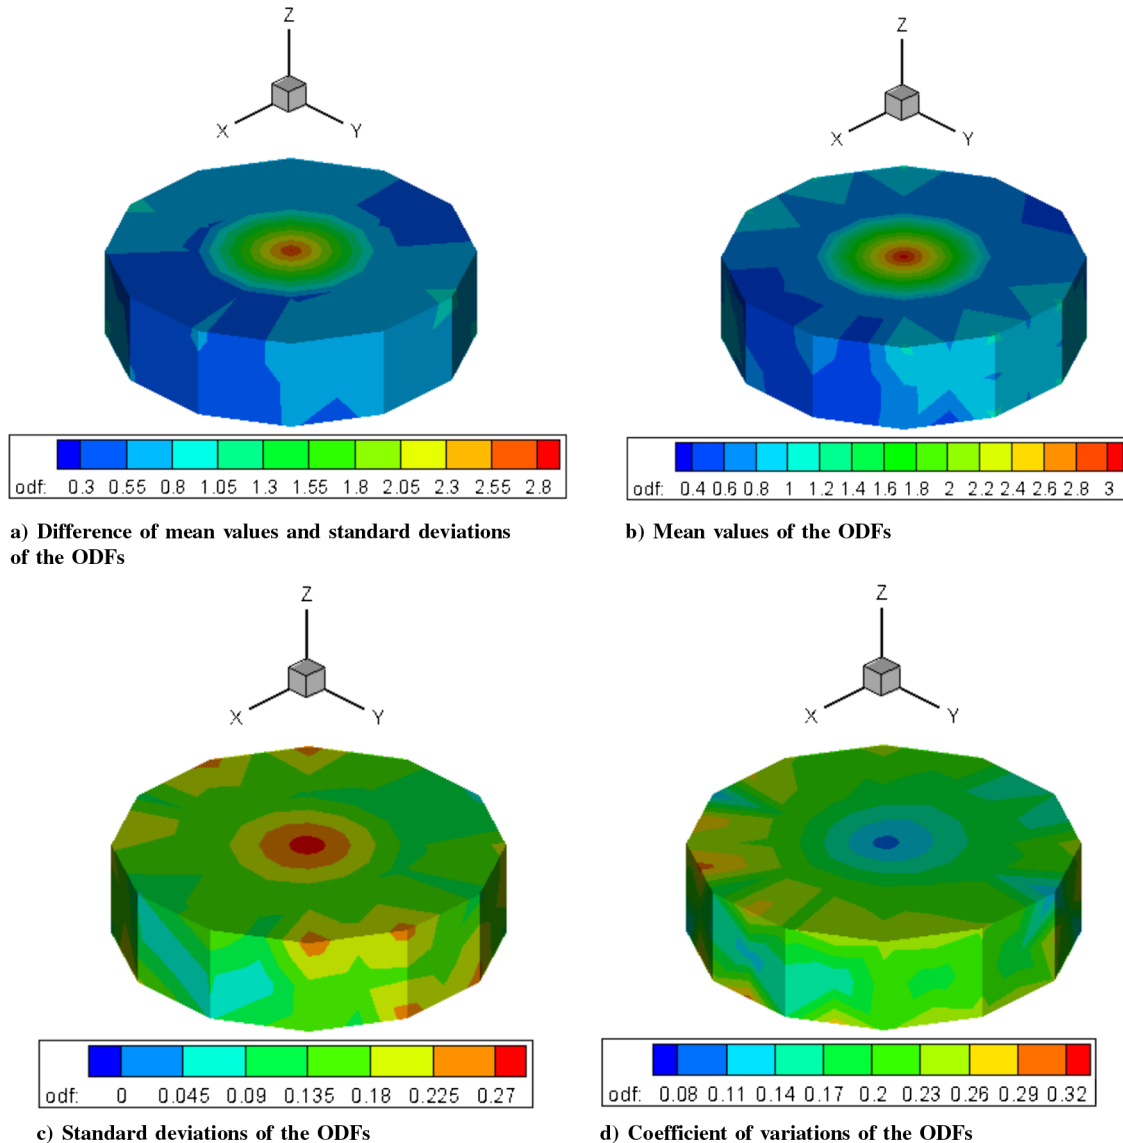 Z
X
Y
odf: 0.3 0.55 0.8 1.05 1.3 1.55 1.8 2.05 2.3 2.55 2.8
a) Difference of mean values and standard deviations
of the ODFs
Z
X
Y
odf: 0.4 0.6 0.8 1 1.2 1.4 1.6 1.8 2 2.2 2.4 2.6 2.8 3
b) Mean values of the ODFs
Z
X
Y
odf: 0 0.045 0.09 0.135 0.18 0.225 0.27
c) Standard deviations of the ODFs
Z
X
Y
odf: 0.08 0.11 0.14 0.17 0.2 0.23 0.26 0.29 0.32
d) Coefficient of variations of the ODFs